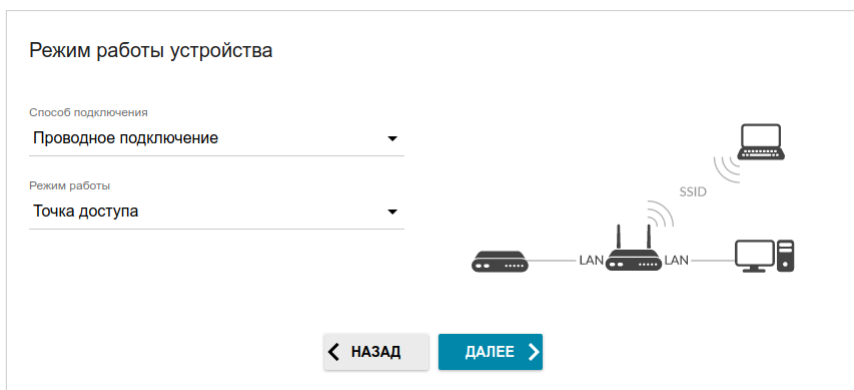 Режим работы устройства
Способ подключения
Проводное подключение
Режим работы
Точка доступа
SSID
LAN
LAN
НАЗАД
ДАЛЕЕ